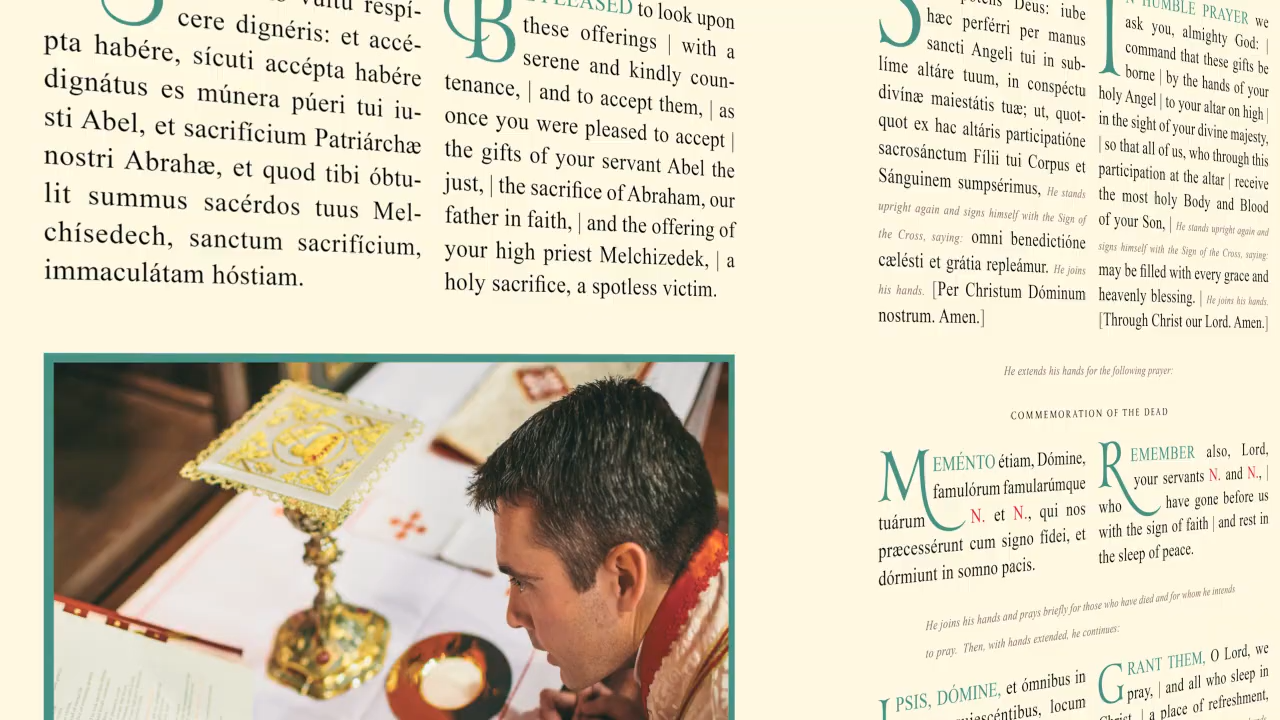 vultu respí-
cere dignéris: et accé-
pta habére, sícuti accépta habére
dignátus es múnera púeri tui iu-
sti Abel, et sacrifícium Patriárchæ
nostri Abrahæ, et quod tibi óbtu-
lit summus sacérdos tuus Mel-
chísedech, sanctum sacrifícium,
immaculátam hóstiam.
B PLEASED to look upon
these offerings | with a
serene and kindly coun-
tenance, | and to accept them, | as
once you were pleased to accept |
the gifts of your servant Abel the
just, | the sacrifice of Abraham, our
father in faith, | and the offering of
your high priest Melchizedek, | a
holy sacrifice, a spotless victim.
Deus: iube
hæc perférri per manus
sancti Angeli tui in sub-
líme altáre tuum, in conspéctu
divínæ maiestátis tuæ; ut, quot-
quot ex hac altáris participatióne
sacrosánctum Fílii tui Corpus et
Sánguinem sumpsérimus, He stands
upright again and signs himself with the Sign of
the Cross, saying: omni benedictióne
cælésti et grátia repleámur. He joins
his hands. [Per Christum Dóminum
nostrum. Amen.]
IN HUMBLE PRAYER we
ask you, almighty God: |
command that these gifts be
borne | by the hands of your
holy Angel | to your altar on high |
in the sight of your divine majesty,
| so that all of us, who through this
participation at the altar | receive
the most holy Body and Blood
of your Son, | He stands upright again and
signs himself with the Sign of the Cross, saying:
may be filled with every grace and
heavenly blessing. | He joins his hands.
[Through Christ our Lord. Amen.]
He extends his hands for the following prayer:
COMMEMORATION OF THE DEAD
MEMÉNTO étiam, Dómine,
famulórum famularúmque
tuárum N. et N., qui nos
præcessérunt cum signo fídei, et
dórmiunt in somno pacis.
REMEMBER also, Lord,
your servants N. and N., |
who have gone before us
with the sign of faith | and rest in
the sleep of peace.
He joins his hands and prays briefly for those who have died and for whom he intends
to pray. Then, with hands extended, he continues:
IPSIS, DÓMINE, et ómnibus in
quiescéntibus, locum
GRANT THEM, O Lord, we
pray, | and all who sleep in
Christ, | a place of refreshment,